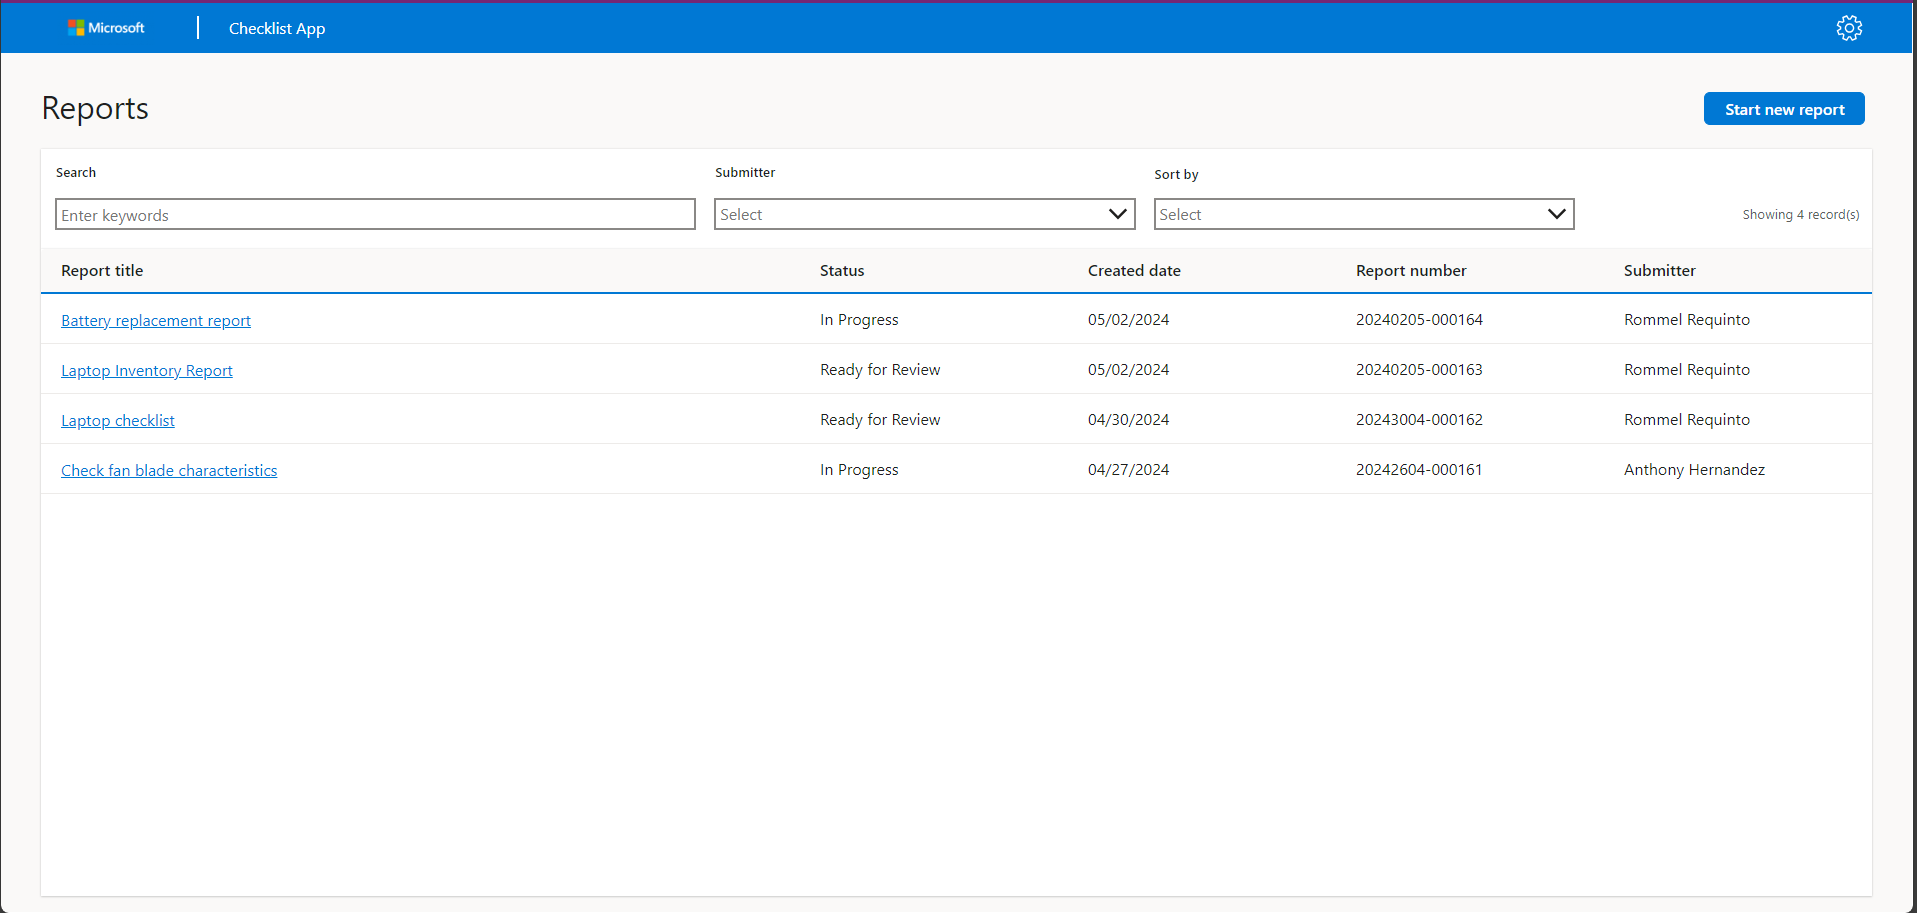 Microsoft | Checklist App
Reports
Start new report
Search
Submitter
Sort by
Enter keywords
Select
Select
Showing 4 record(s)
Report title Status Created date Report number Submitter
Battery replacement report In Progress 05/02/2024 20240205-000164 Rommel Requinto
Laptop Inventory Report Ready for Review 05/02/2024 20240205-000163 Rommel Requinto
Laptop checklist Ready for Review 04/30/2024 20243004-000162 Rommel Requinto
Check fan blade characteristics In Progress 04/27/2024 20242604-000161 Anthony Hernandez